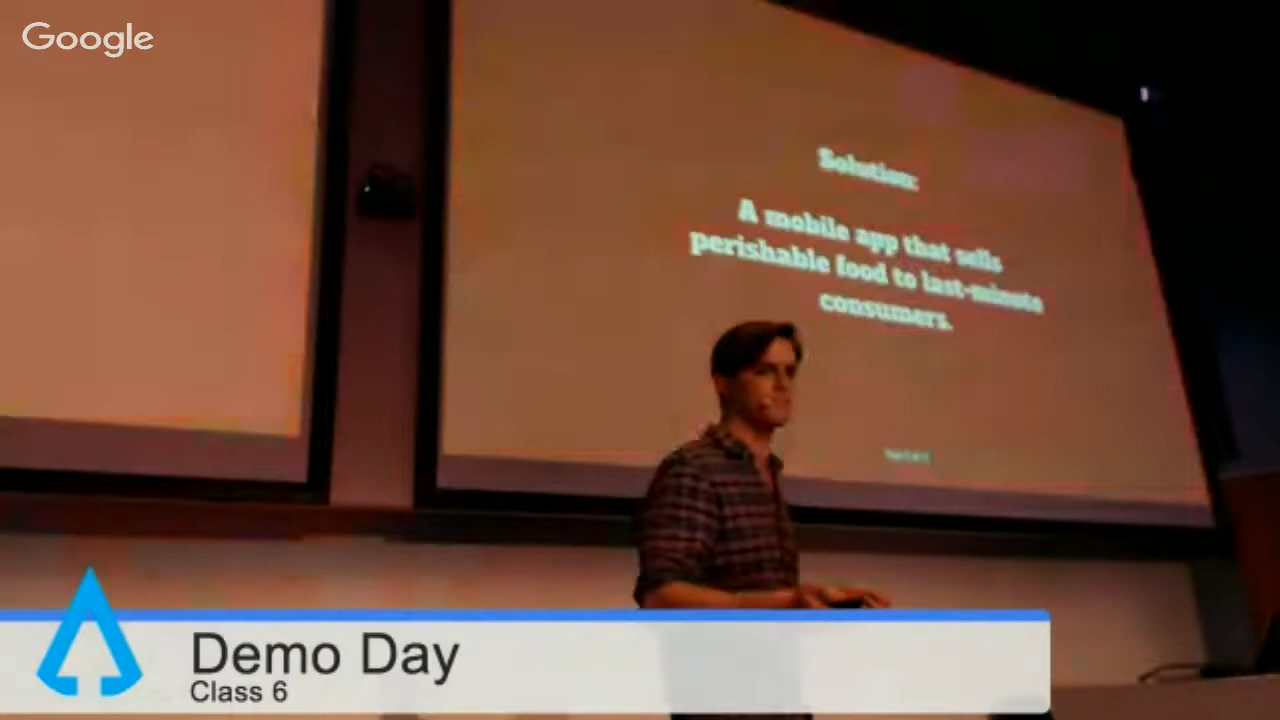 Google
Solution:
A mobile app that sells
perishable food to last-minute
consumers.
Demo Day
Class 6